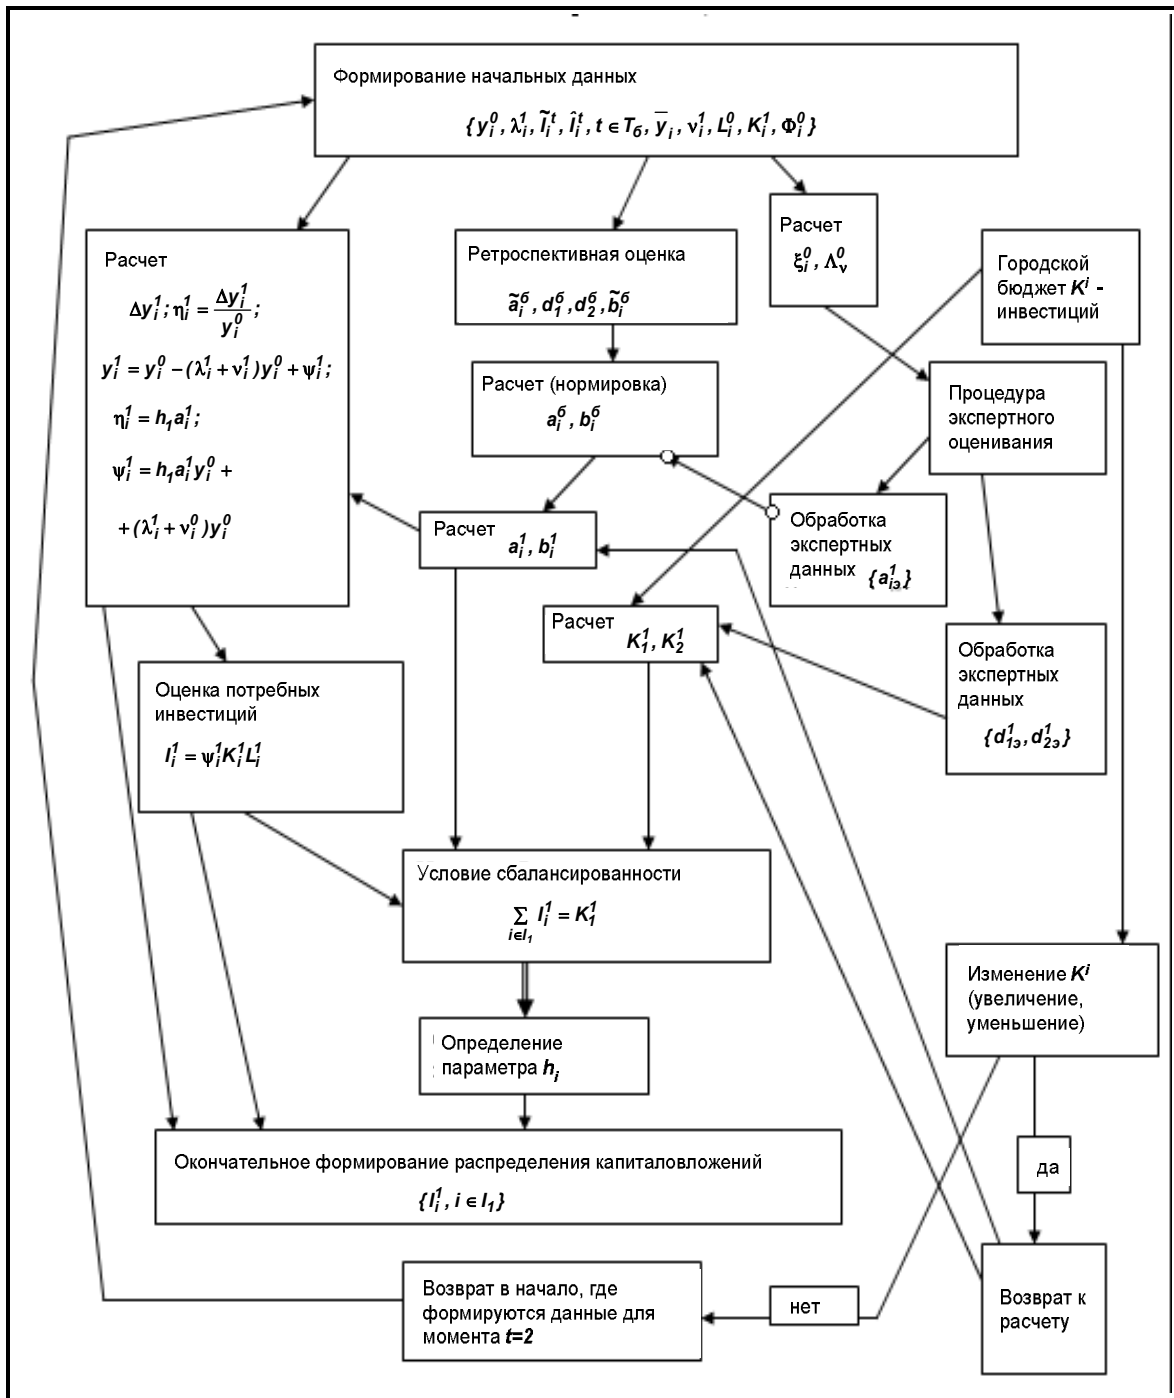 Формирование начальных данных
{y_i^0, λ_i^1, Ĩ_i^t, Î_i^t, t ∈ T_б, ȳ_i, ν_i^1, L_i^0, K_i^1, Φ_i^0}
Расчет
Δy_i^1; η_i^1 = Δy_i^1 / y_i^0;
y_i^1 = y_i^0 – (λ_i^1 + ν_i^1)y_i^0 + ψ_i^1;
η_i^1 = h_1 a_i^1;
ψ_i^1 = h_1 a_i^1 y_i^0 +
+ (λ_i^1 + ν_i^0)y_i^0
Ретроспективная оценка
ã_i^б, d_1^б, d_2^б, b̃_i^б
Расчет
ξ_i^0, Λ_ν^0
Городской
бюджет K^i -
инвестиций
Расчет (нормировка)
a_i^б, b_i^б
Процедура
экспертного
оценивания
Расчет
a_i^1, b_i^1
Обработка
экспертных
данных {a_iэ^1}
Расчет
K_1^1, K_2^1
Обработка
экспертных
данных
{d_1э^1, d_2э^1}
Оценка потребных
инвестиций
I_i^1 = ψ_i^1 K_i^1 L_i^1
Условие сбалансированности
∑ I_i^1 = K_1^1
i∈I_1
Изменение K^i
(увеличение,
уменьшение)
Определение
параметра h_i
да
Окончательное формирование распределения капиталовложений
{I_i^1, i ∈ I_1}
Возврат в начало, где
формируются данные для
момента t=2
нет
Возврат к
расчету